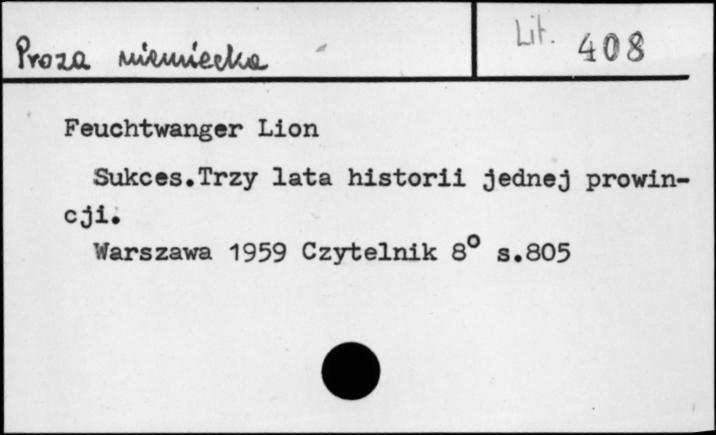 Proza niemiecka
Lit. 408
Feuchtwanger Lion
Sukces.Trzy lata historii jednej prowin-
cji.
Warszawa 1959 Czytelnik 8° s.805